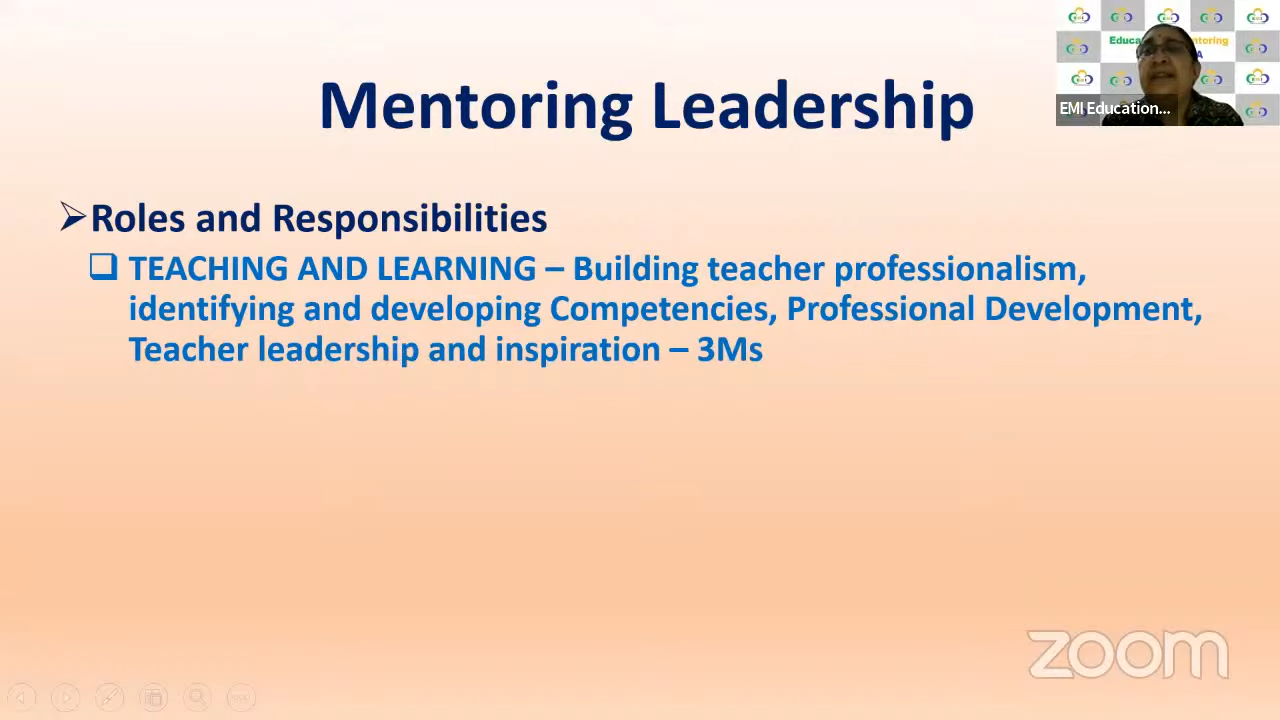 Mentoring Leadership
EMI Education...
Roles and Responsibilities
TEACHING AND LEARNING – Building teacher professionalism,
identifying and developing Competencies, Professional Development,
Teacher leadership and inspiration – 3Ms
zoom